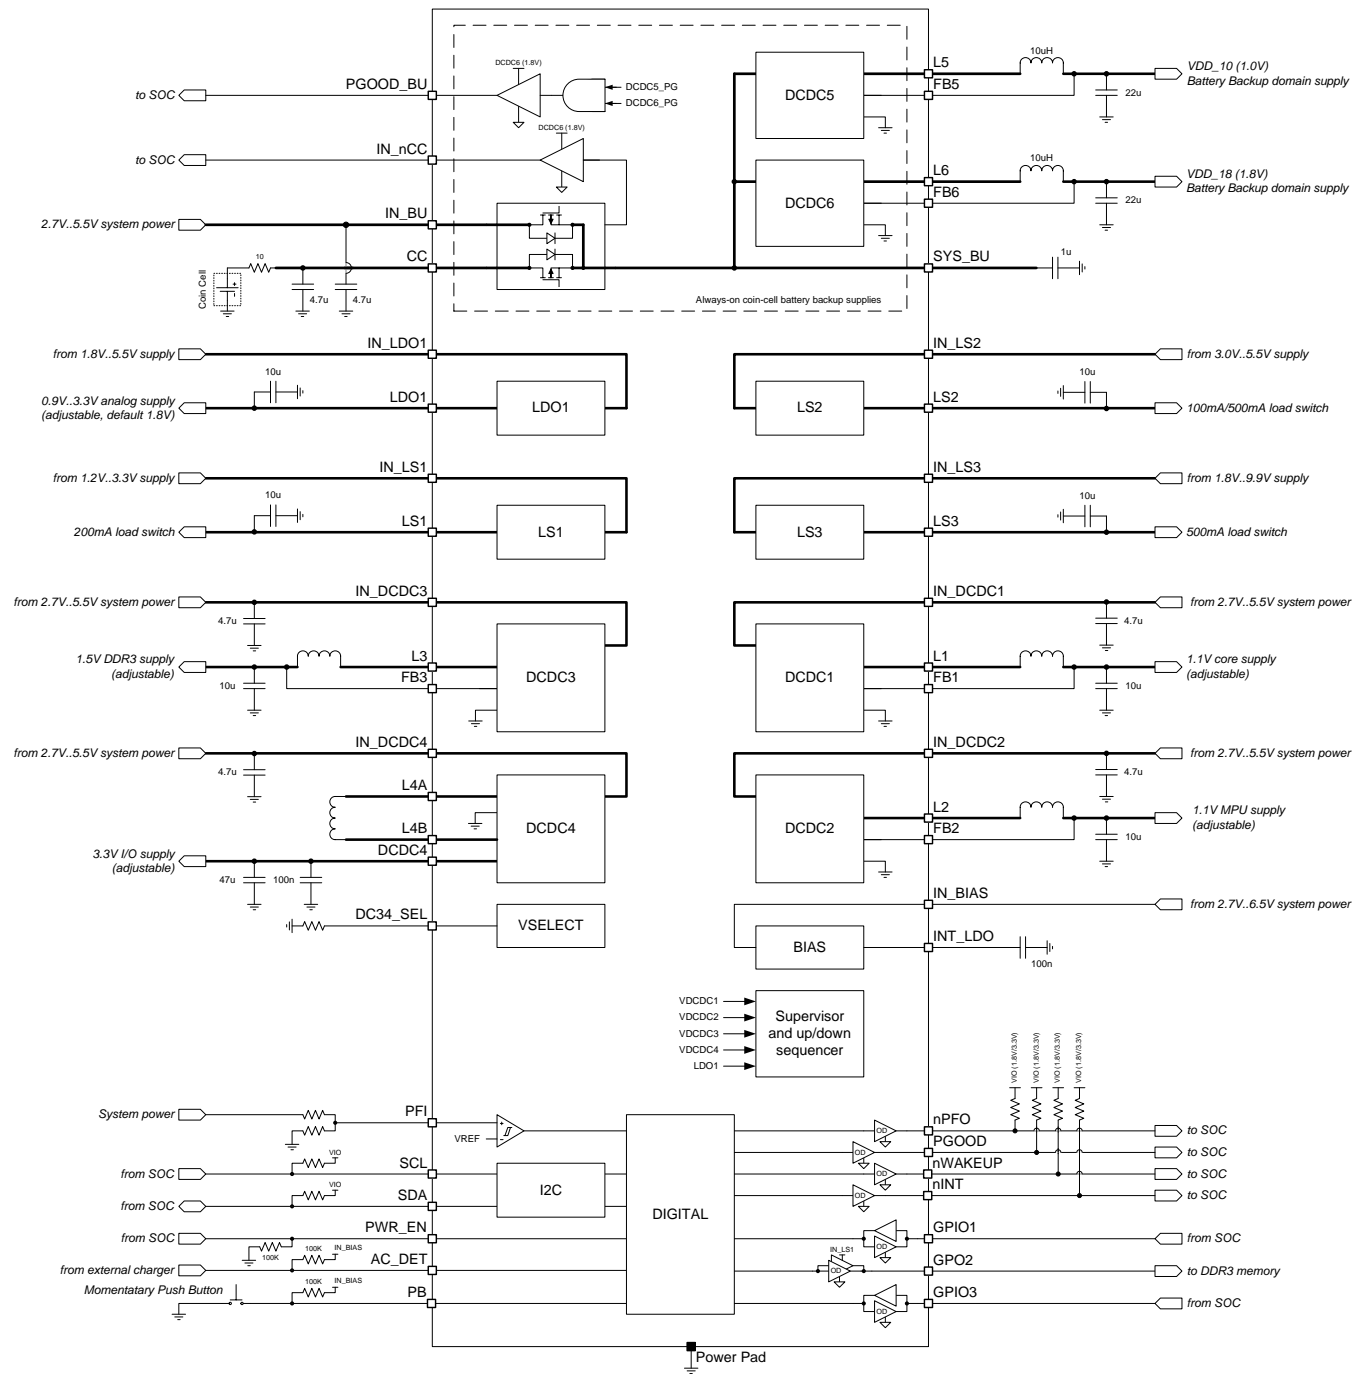 DCDC6 (1.8V)
PGOOD_BU
to SOC
DCDC5_PG
DCDC6_PG
DCDC5
L5
FB5
10uH
22u
VDD_10 (1.0V)
Battery Backup domain supply
DCDC6 (1.8V)
IN_nCC
to SOC
DCDC6
L6
FB6
10uH
22u
VDD_18 (1.8V)
Battery Backup domain supply
2.7V..5.5V system power
IN_BU
Coin Cell
+
-
10
CC
4.7u
4.7u
SYS_BU
1u
Always-on coin-cell battery backup supplies
from 1.8V..5.5V supply
IN_LDO1
10u
0.9V..3.3V analog supply
(adjustable, default 1.8V)
LDO1
LDO1
IN_LS2
from 3.0V..5.5V supply
LS2
LS2
10u
100mA/500mA load switch
from 1.2V..3.3V supply
IN_LS1
10u
200mA load switch
LS1
LS1
IN_LS3
from 1.8V..9.9V supply
LS3
LS3
10u
500mA load switch
from 2.7V..5.5V system power
IN_DCDC3
4.7u
1.5V DDR3 supply
(adjustable)
10u
L3
FB3
DCDC3
IN_DCDC1
from 2.7V..5.5V system power
4.7u
DCDC1
L1
FB1
10u
1.1V core supply
(adjustable)
from 2.7V..5.5V system power
IN_DCDC4
4.7u
L4A
L4B
DCDC4
DCDC4
3.3V I/O supply
(adjustable)
47u
100n
IN_DCDC2
from 2.7V..5.5V system power
4.7u
DCDC2
L2
FB2
10u
1.1V MPU supply
(adjustable)
DC34_SEL
VSELECT
IN_BIAS
from 2.7V..6.5V system power
BIAS
INT_LDO
100n
VDCDC1
VDCDC2
VDCDC3
VDCDC4
LDO1
Supervisor
and up/down
sequencer
VIO (1.8V/3.3V)
VIO (1.8V/3.3V)
VIO (1.8V/3.3V)
VIO (1.8V/3.3V)
System power
PFI
VREF
+
-
from SOC
VIO
SCL
from SOC
VIO
SDA
I2C
from SOC
100K
PWR_EN
from external charger
100K
IN_BIAS
AC_DET
Momentatary Push Button
100K
IN_BIAS
PB
DIGITAL
OD
nPFO
to SOC
OD
PGOOD
to SOC
OD
nWAKEUP
to SOC
OD
nINT
to SOC
OD
GPIO1
from SOC
IN_LS1
OD
GPO2
to DDR3 memory
OD
GPIO3
from SOC
Power Pad